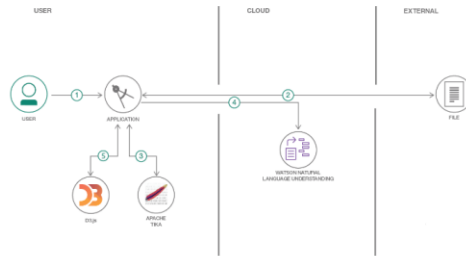 USER
CLOUD
EXTERNAL
1
2
4
USER
APPLICATION
FILE
5
3
WATSON NATURAL
LANGUAGE UNDERSTANDING
D3.js
APACHE
TIKA